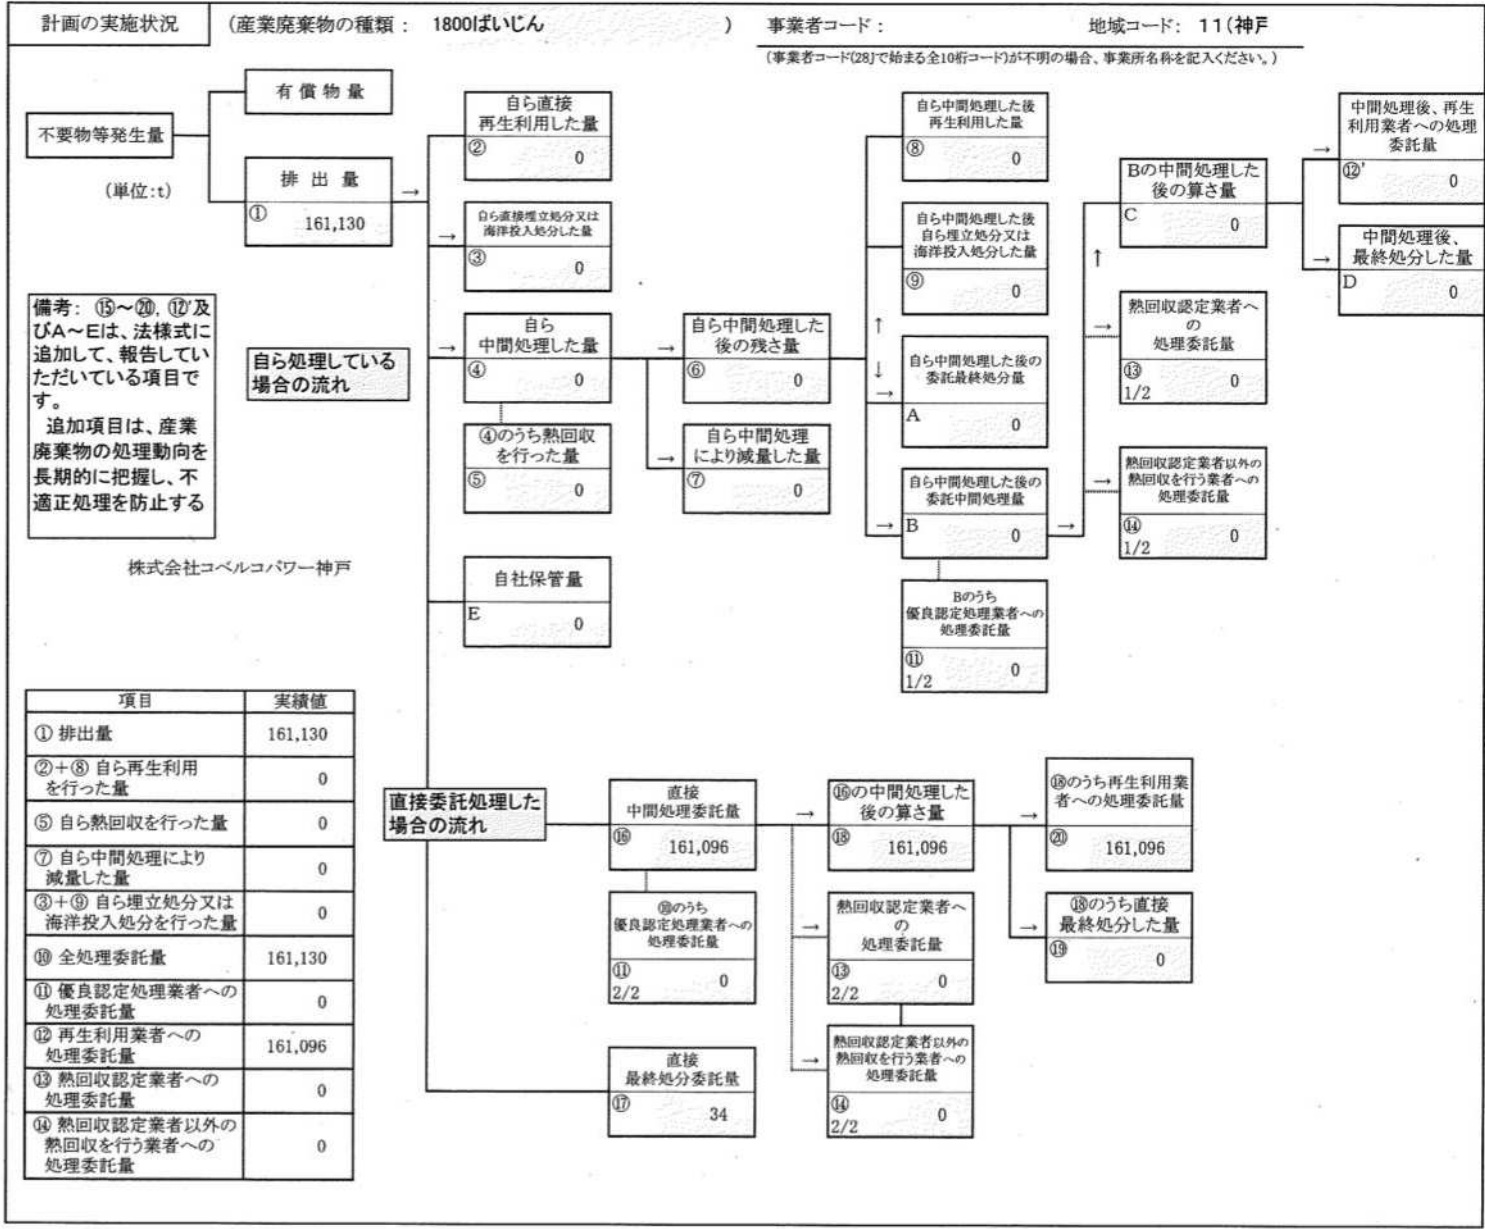 計画の実施状況
(産業廃棄物の種類： 1800ばいじん ）
事業者コード：
地域コード： 11(神戸
(事業者コード(「28」で始まる全10桁コード)が不明の場合、事業所名称を記入ください。)
不要物等発生量
有償物量
(単位:t)
排出量
① 161,130
→
自ら直接
再生利用した量
② 0
→
自ら直接埋立処分又は
海洋投入処分した量
③ 0
→
自ら
中間処理した量
④ 0
④のうち熱回収
を行った量
⑤ 0
→
自ら中間処理した
後の残さ量
⑥ 0
→
自ら中間処理
により減量した量
⑦ 0
自ら中間処理した後
再生利用した量
⑧ 0
自ら中間処理した後
自ら埋立処分又は
海洋投入処分した量
⑨ 0
↑
↓
→
自ら中間処理した後の
委託最終処分量
A 0
→
自ら中間処理した後の
委託中間処理量
B 0
→
Bのうち
優良認定処理業者への
処理委託量
⑪ 0
1/2
Bの中間処理した
後の算さ量
C 0
↑
→
熱回収認定業者へ
の
処理委託量
⑬ 0
1/2
→
熱回収認定業者以外の
熱回収を行う業者への
処理委託量
⑭ 0
1/2
→
中間処理後、再生
利用業者への処理
委託量
⑫' 0
→
中間処理後、
最終処分した量
D 0
備考： ⑮～⑳, ⑫'及
びA～Eは、法様式に
追加して、報告してい
ただいている項目で
す。
追加項目は、産業
廃棄物の処理動向を
長期的に把握し、不
適正処理を防止する
自ら処理している
場合の流れ
株式会社コベルコパワー神戸
自社保管量
E 0
項目 実績値
① 排出量 161,130
②＋⑧ 自ら再生利用
を行った量 0
⑤ 自ら熱回収を行った量 0
⑦ 自ら中間処理により
減量した量 0
③＋⑨ 自ら埋立処分又は
海洋投入処分を行った量 0
⑩ 全処理委託量 161,130
⑪ 優良認定処理業者への
処理委託量 0
⑫ 再生利用業者への
処理委託量 161,096
⑬ 熱回収認定業者への
処理委託量 0
⑭ 熱回収認定業者以外の
熱回収を行う業者への
処理委託量 0
直接委託処理した
場合の流れ
直接
中間処理委託量
⑯ 161,096
→
⑩のうち
優良認定処理業者への
処理委託量
⑪ 0
2/2
直接
最終処分委託量
⑰ 34
⑯の中間処理した
後の算さ量
⑱ 161,096
→
→
熱回収認定業者へ
の
処理委託量
⑬ 0
2/2
→
熱回収認定業者以外の
熱回収を行う業者への
処理委託量
⑭ 0
2/2
⑱のうち再生利用業
者への処理委託量
⑳ 161,096
→
⑱のうち直接
最終処分した量
⑲ 0